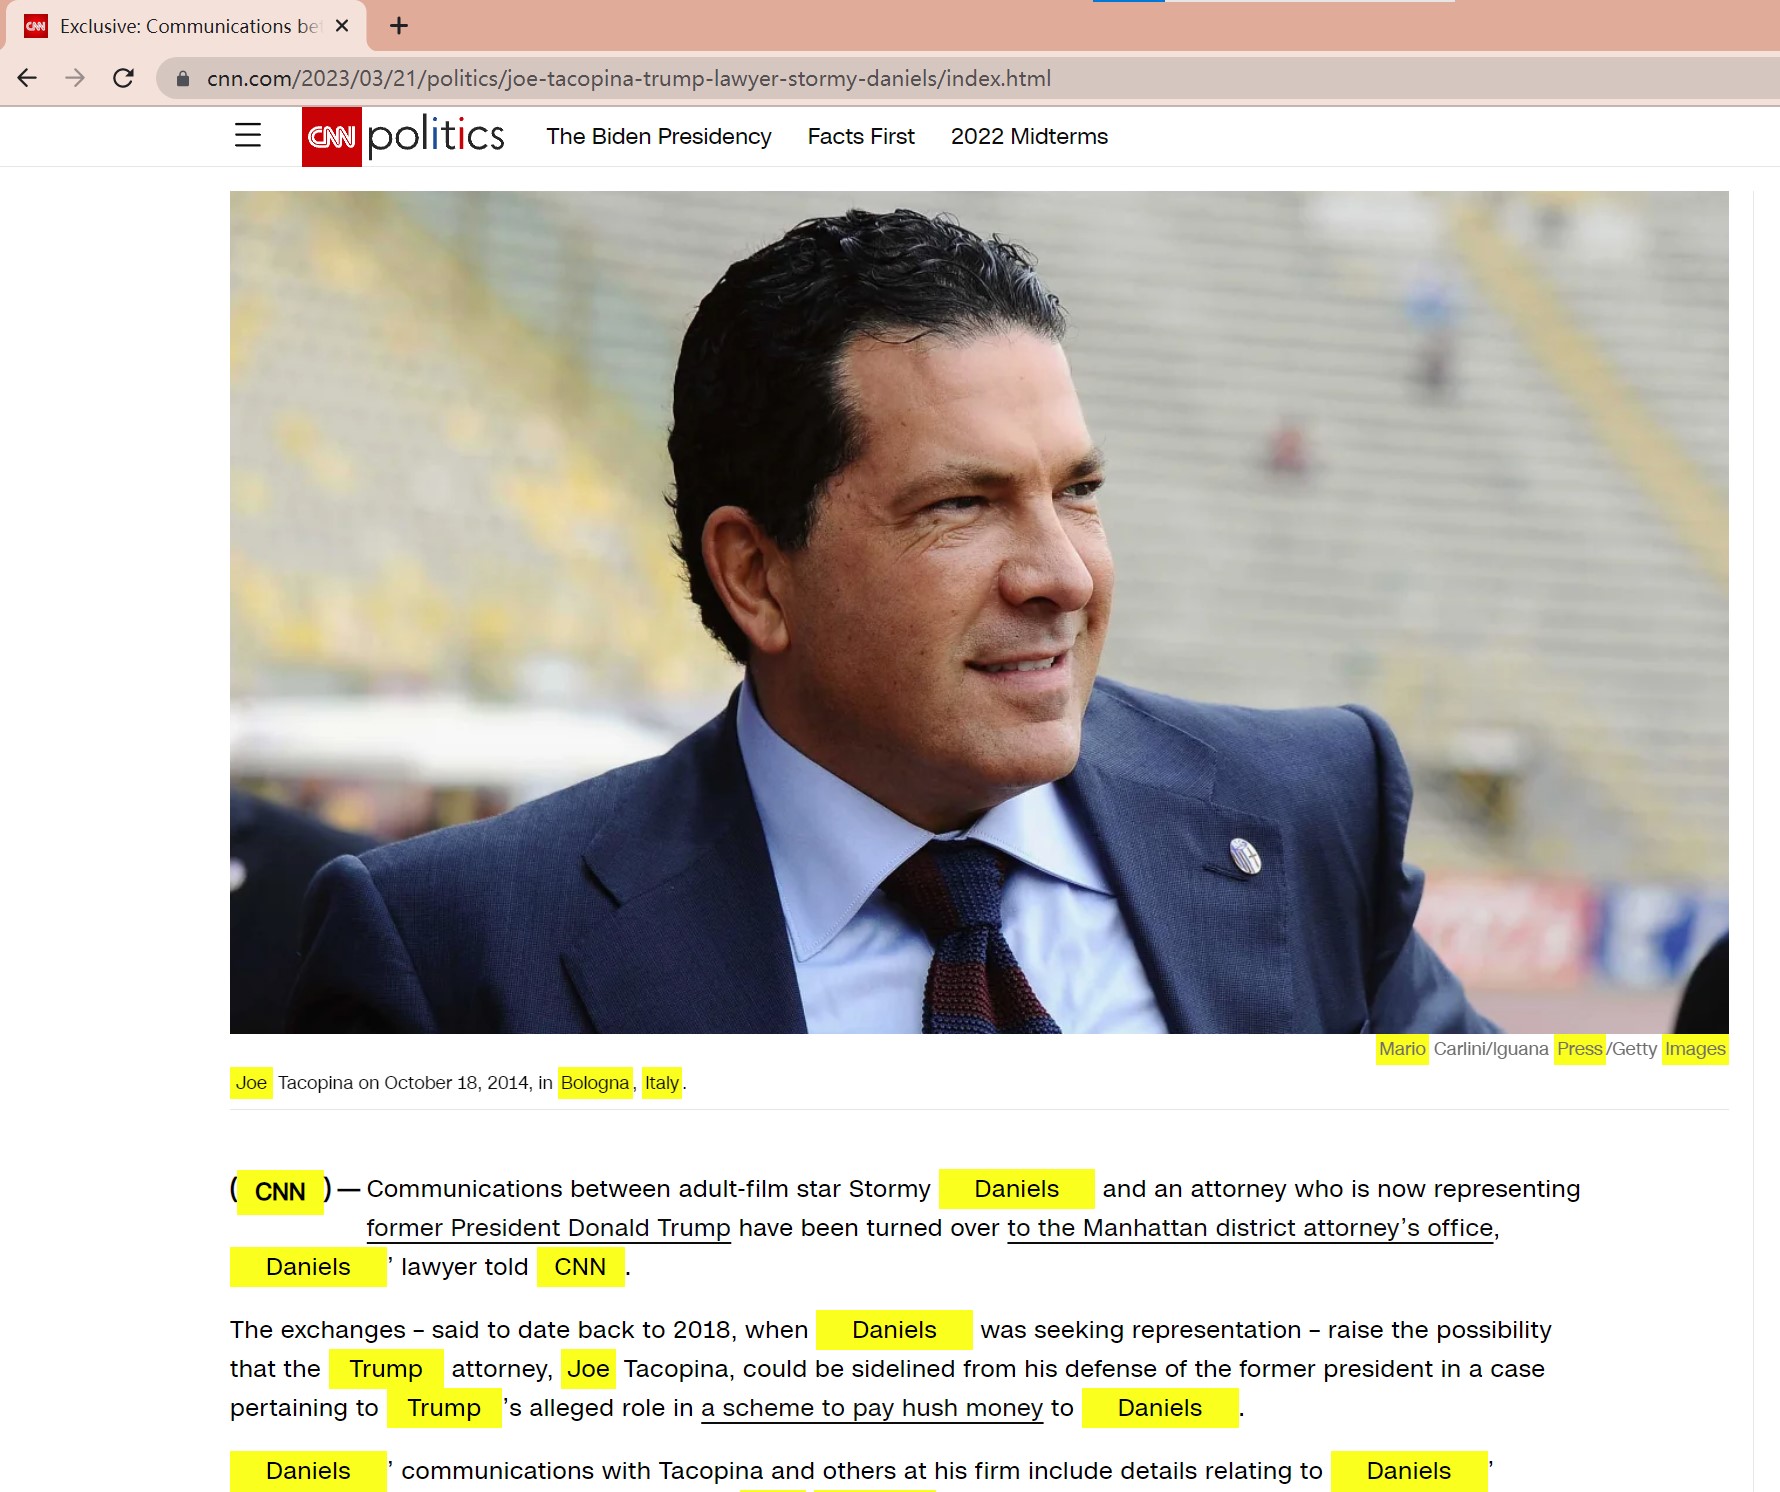 CNN Exclusive: Communications be
cnn.com/2023/03/21/politics/joe-tacopina-trump-lawyer-stormy-daniels/index.html
CNN politics The Biden Presidency Facts First 2022 Midterms
Mario Carlini/Iguana Press/Getty Images
Joe Tacopina on October 18, 2014, in Bologna, Italy.
(CNN) — Communications between adult-film star Stormy Daniels and an attorney who is now representing
former President Donald Trump have been turned over to the Manhattan district attorney’s office,
Daniels’ lawyer told CNN.
The exchanges – said to date back to 2018, when Daniels was seeking representation – raise the possibility
that the Trump attorney, Joe Tacopina, could be sidelined from his defense of the former president in a case
pertaining to Trump’s alleged role in a scheme to pay hush money to Daniels.
Daniels’ communications with Tacopina and others at his firm include details relating to Daniels’